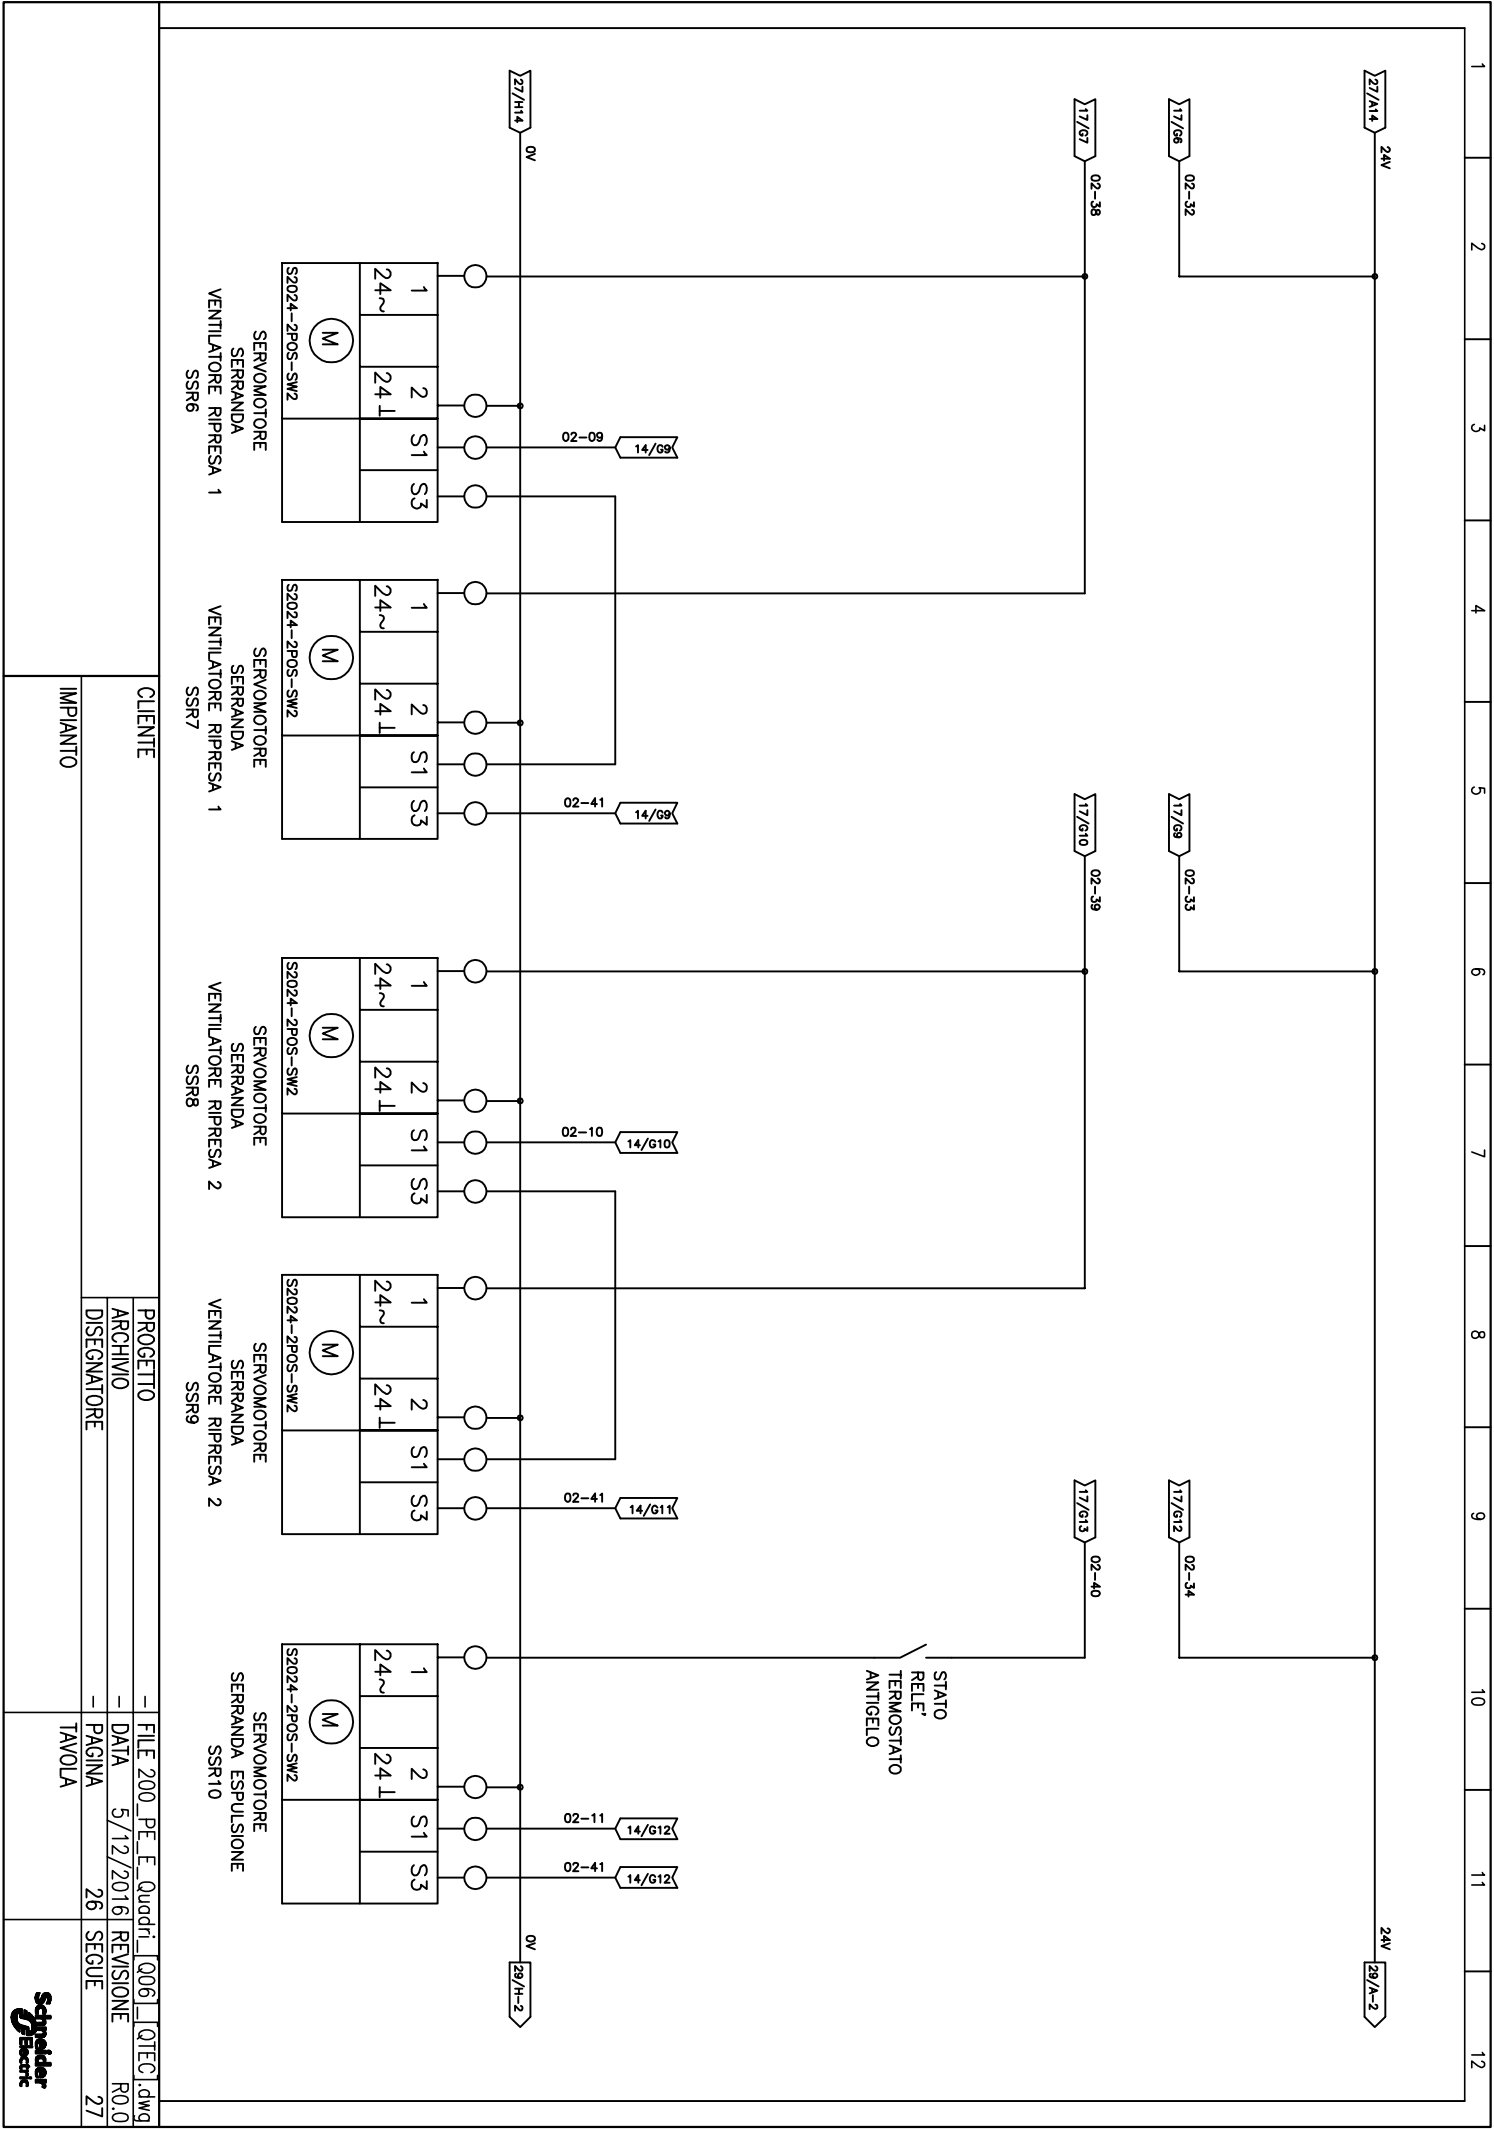 1 2 3 4 5 6 7 8 9 10 11 12
27/A14 24V 24V 29/A-2
17/G6 02-32
17/G9 02-33
17/G12 02-34
17/G7 02-38
17/G10 02-39
17/G13 02-40
STATO
RELE'
TERMOSTATO
ANTIGELO
14/G9 14/G9 14/G10 14/G11 14/G12 14/G12
02-09 02-41 02-10 02-41 02-11 02-41
27/H14 0V 0V 29/H-2
1 2 S1 S3
24~ 24⊥
M
S2024-2POS-SW2
SERVOMOTORE
SERRANDA
VENTILATORE RIPRESA 1
SSR6
1 2 S1 S3
24~ 24⊥
M
S2024-2POS-SW2
SERVOMOTORE
SERRANDA
VENTILATORE RIPRESA 1
SSR7
1 2 S1 S3
24~ 24⊥
M
S2024-2POS-SW2
SERVOMOTORE
SERRANDA
VENTILATORE RIPRESA 2
SSR8
1 2 S1 S3
24~ 24⊥
M
S2024-2POS-SW2
SERVOMOTORE
SERRANDA
VENTILATORE RIPRESA 2
SSR9
1 2 S1 S3
24~ 24⊥
M
S2024-2POS-SW2
SERVOMOTORE
SERRANDA ESPULSIONE
SSR10
CLIENTE
IMPIANTO
PROGETTO -
ARCHIVIO -
DISEGNATORE -
FILE 200_PE_E_Quadri_[Q06]_[QTEC].dwg
DATA 5/12/2016 REVISIONE R0.0
PAGINA 26 SEGUE 27
TAVOLA
Schneider
Electric